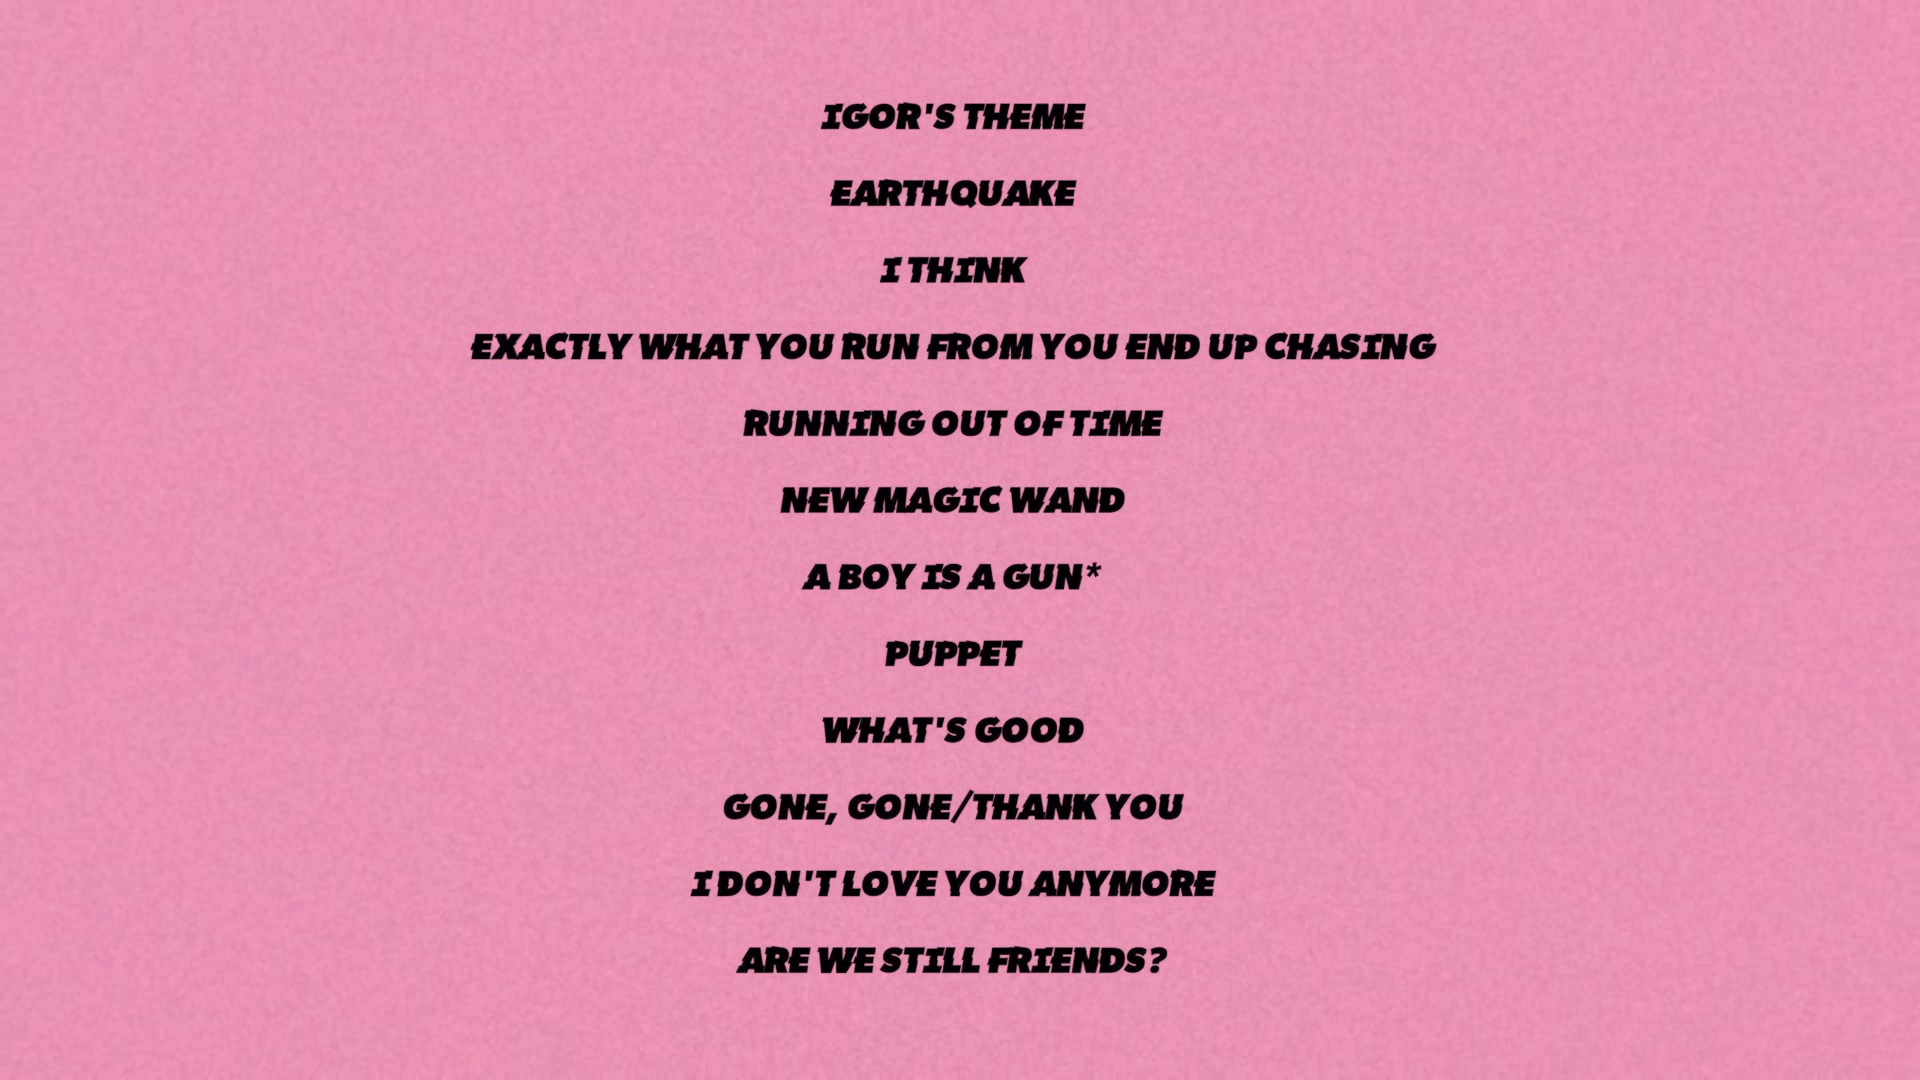 IGOR'S THEME
EARTHQUAKE
I THINK
EXACTLY WHAT YOU RUN FROM YOU END UP CHASING
RUNNING OUT OF TIME
NEW MAGIC WAND
A BOY IS A GUN*
PUPPET
WHAT'S GOOD
GONE, GONE/THANK YOU
I DON'T LOVE YOU ANYMORE
ARE WE STILL FRIENDS?